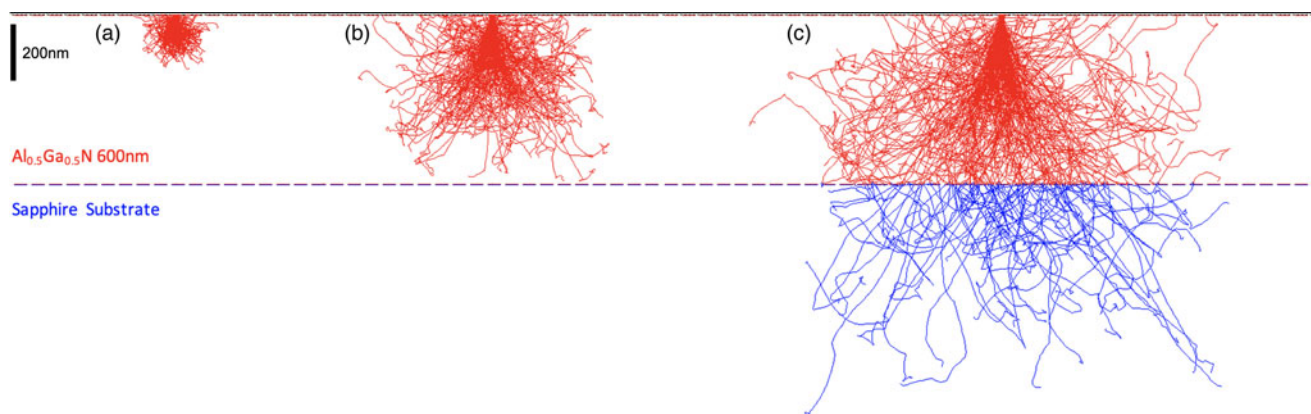 (a)
(b)
(c)
200nm
Al₀.₅Ga₀.₅N 600nm
Sapphire Substrate